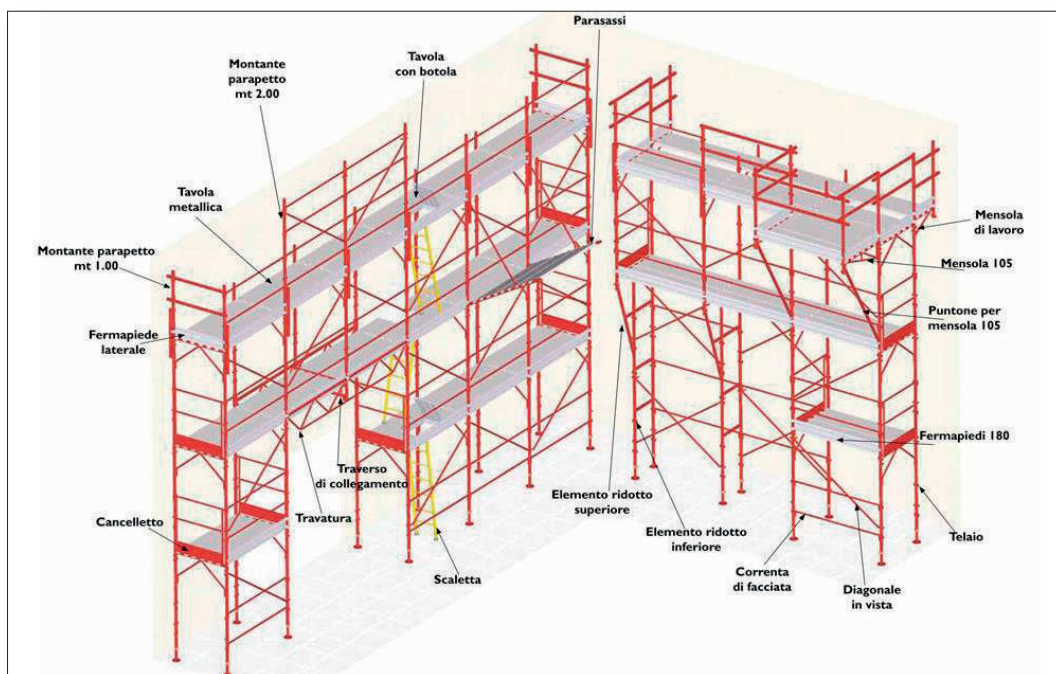 Parasassi
Montante
parapetto
mt 2.00
Tavola
con botola
Tavola
metallica
Montante parapetto
mt 1.00
Fermapiede
laterale
Mensola
di lavoro
Mensola 105
Puntone per
mensola 105
Fermapiedi 180
Traverso
di collegamento
Travatura
Cancelletto
Scaletta
Elemento ridotto
superiore
Elemento ridotto
inferiore
Correnta
di facciata
Diagonale
in vista
Telaio